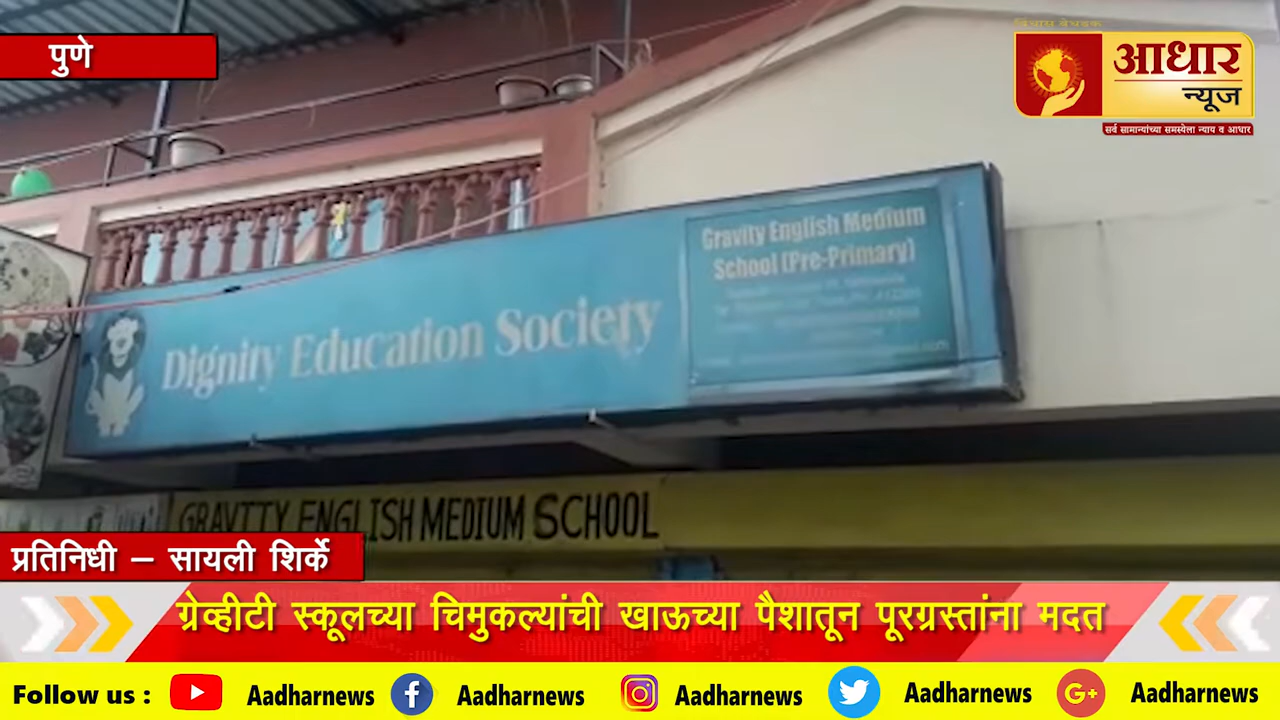 पुणे
आधार
न्यूज
सर्व सामान्यांच्या समस्येला न्याय व आधार
Gravity English Medium
School (Pre-Primary)
Dignity Education Society
GRAVITY ENGLISH MEDIUM SCHOOL
प्रतिनिधी – सायली शिर्के
ग्रेव्हीटी स्कूलच्या चिमुकल्यांची खाऊच्या पैशातून पूरग्रस्तांना मदत
Follow us : Aadharnews Aadharnews Aadharnews Aadharnews Aadharnews